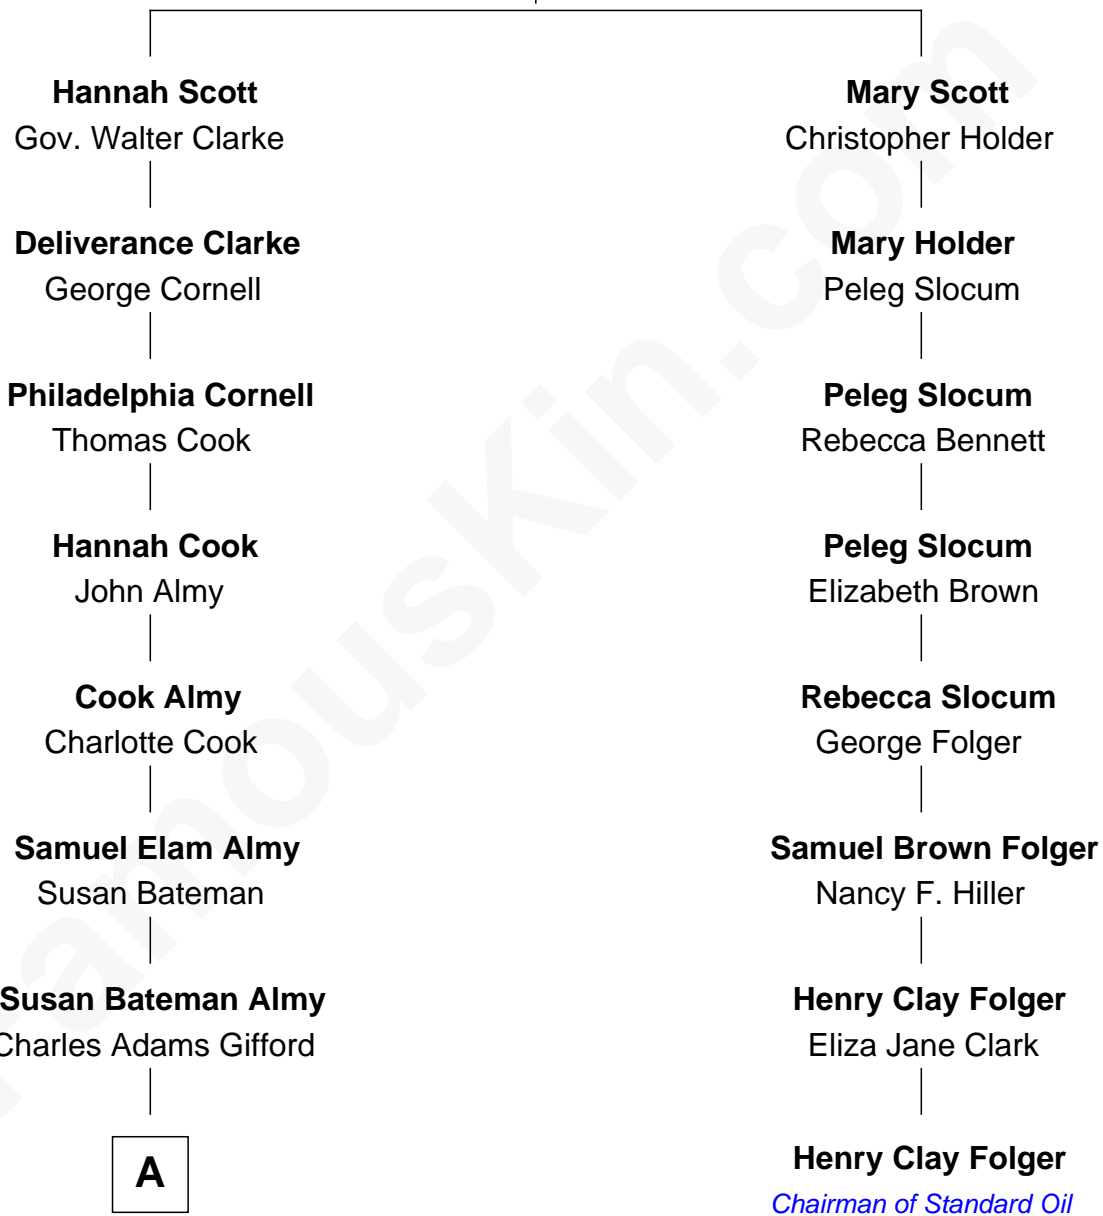 Hannah Scott
Gov. Walter Clarke
Deliverance Clarke
George Cornell
Philadelphia Cornell
Thomas Cook
Hannah Cook
John Almy
Cook Almy
Charlotte Cook
Samuel Elam Almy
Susan Bateman
Susan Bateman Almy
Charles Adams Gifford
A
Mary Scott
Christopher Holder
Mary Holder
Peleg Slocum
Peleg Slocum
Rebecca Bennett
Peleg Slocum
Elizabeth Brown
Rebecca Slocum
George Folger
Samuel Brown Folger
Nancy F. Hiller
Henry Clay Folger
Eliza Jane Clark
Henry Clay Folger
Chairman of Standard Oil
FamousKin.com